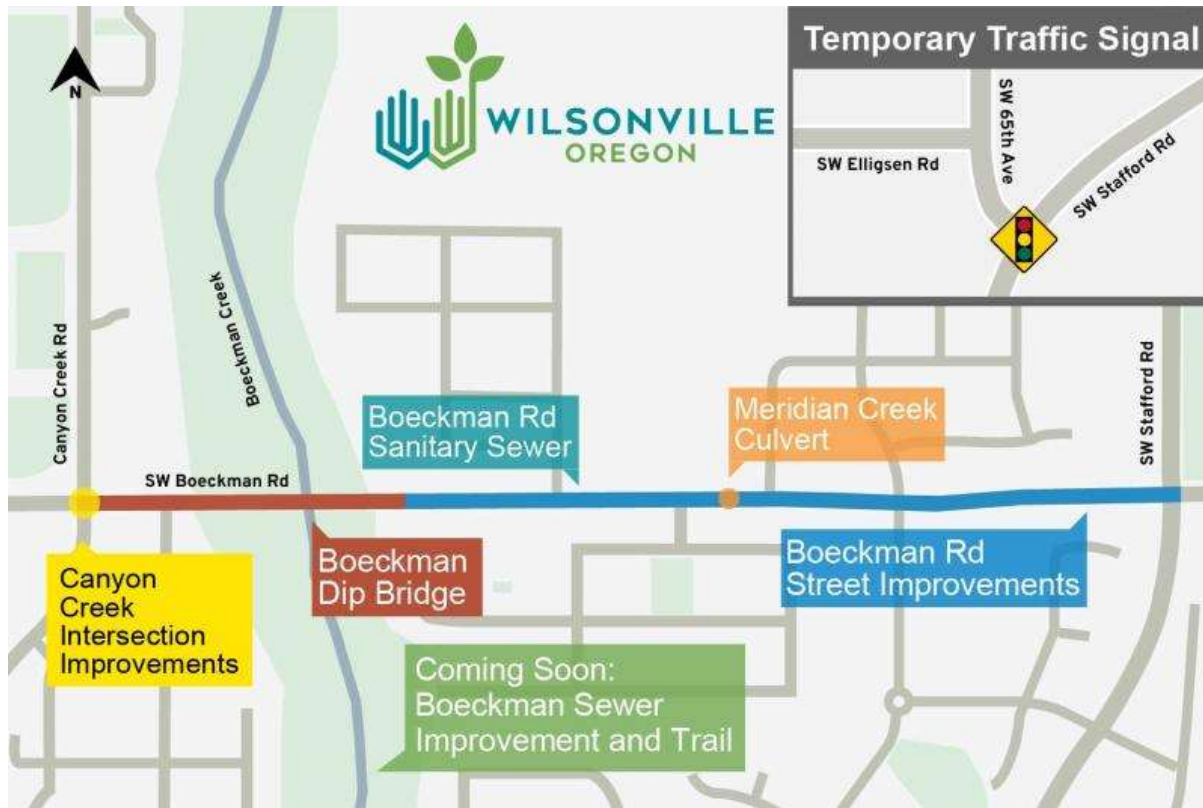 Temporary Traffic Signal
SW 65th Ave
SW Elligsen Rd
SW Stafford Rd
N
WILSONVILLE
OREGON
Canyon Creek Rd
Boeckman Creek
SW Stafford Rd
Boeckman Rd
Sanitary Sewer
Meridian Creek
Culvert
SW Boeckman Rd
Boeckman
Dip Bridge
Boeckman Rd
Street Improvements
Canyon
Creek
Intersection
Improvements
Coming Soon:
Boeckman Sewer
Improvement and Trail